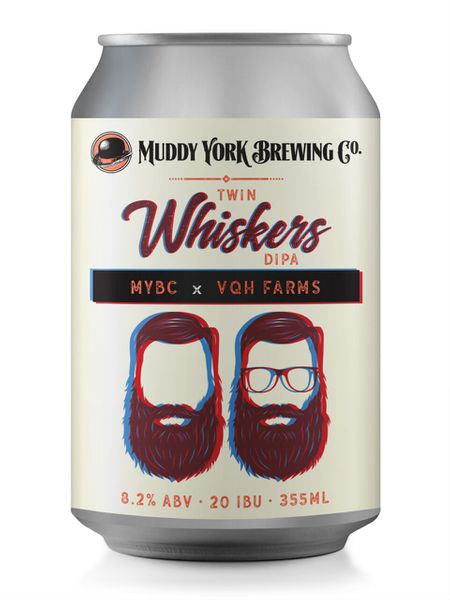 MUDDY YORK BREWING CO.
TWIN
Whiskers
DIPA
MYBC x VQH FARMS
8.2% ABV · 20 IBU · 355ML